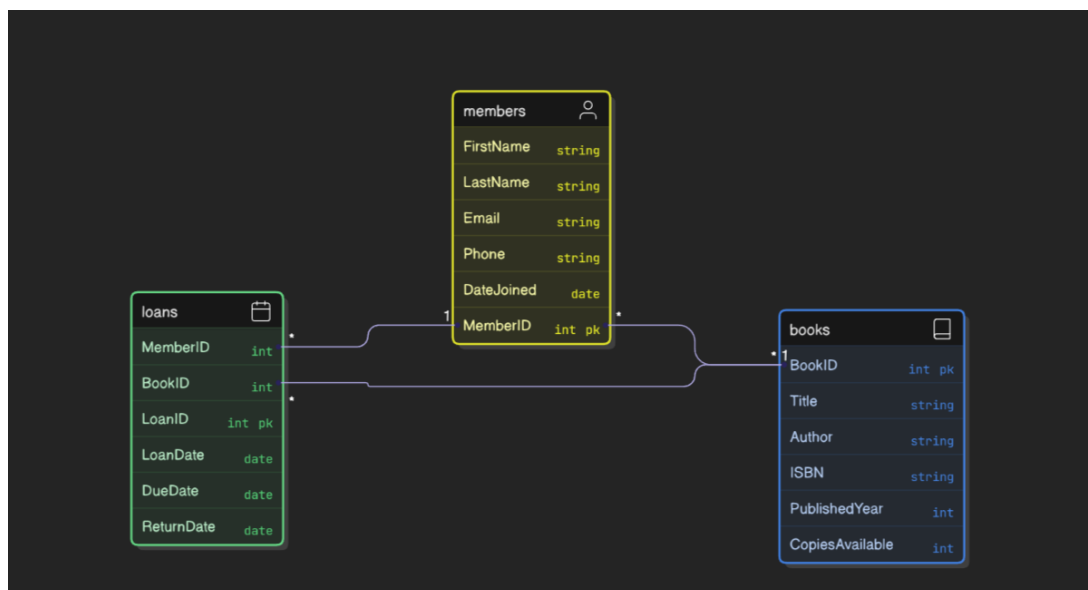 members
FirstName string
LastName string
Email string
Phone string
DateJoined date
MemberID int pk
1
*
loans
MemberID int
BookID int
LoanID int pk
LoanDate date
DueDate date
ReturnDate date
*
*
books
BookID int pk
Title string
Author string
ISBN string
PublishedYear int
CopiesAvailable int
* 1